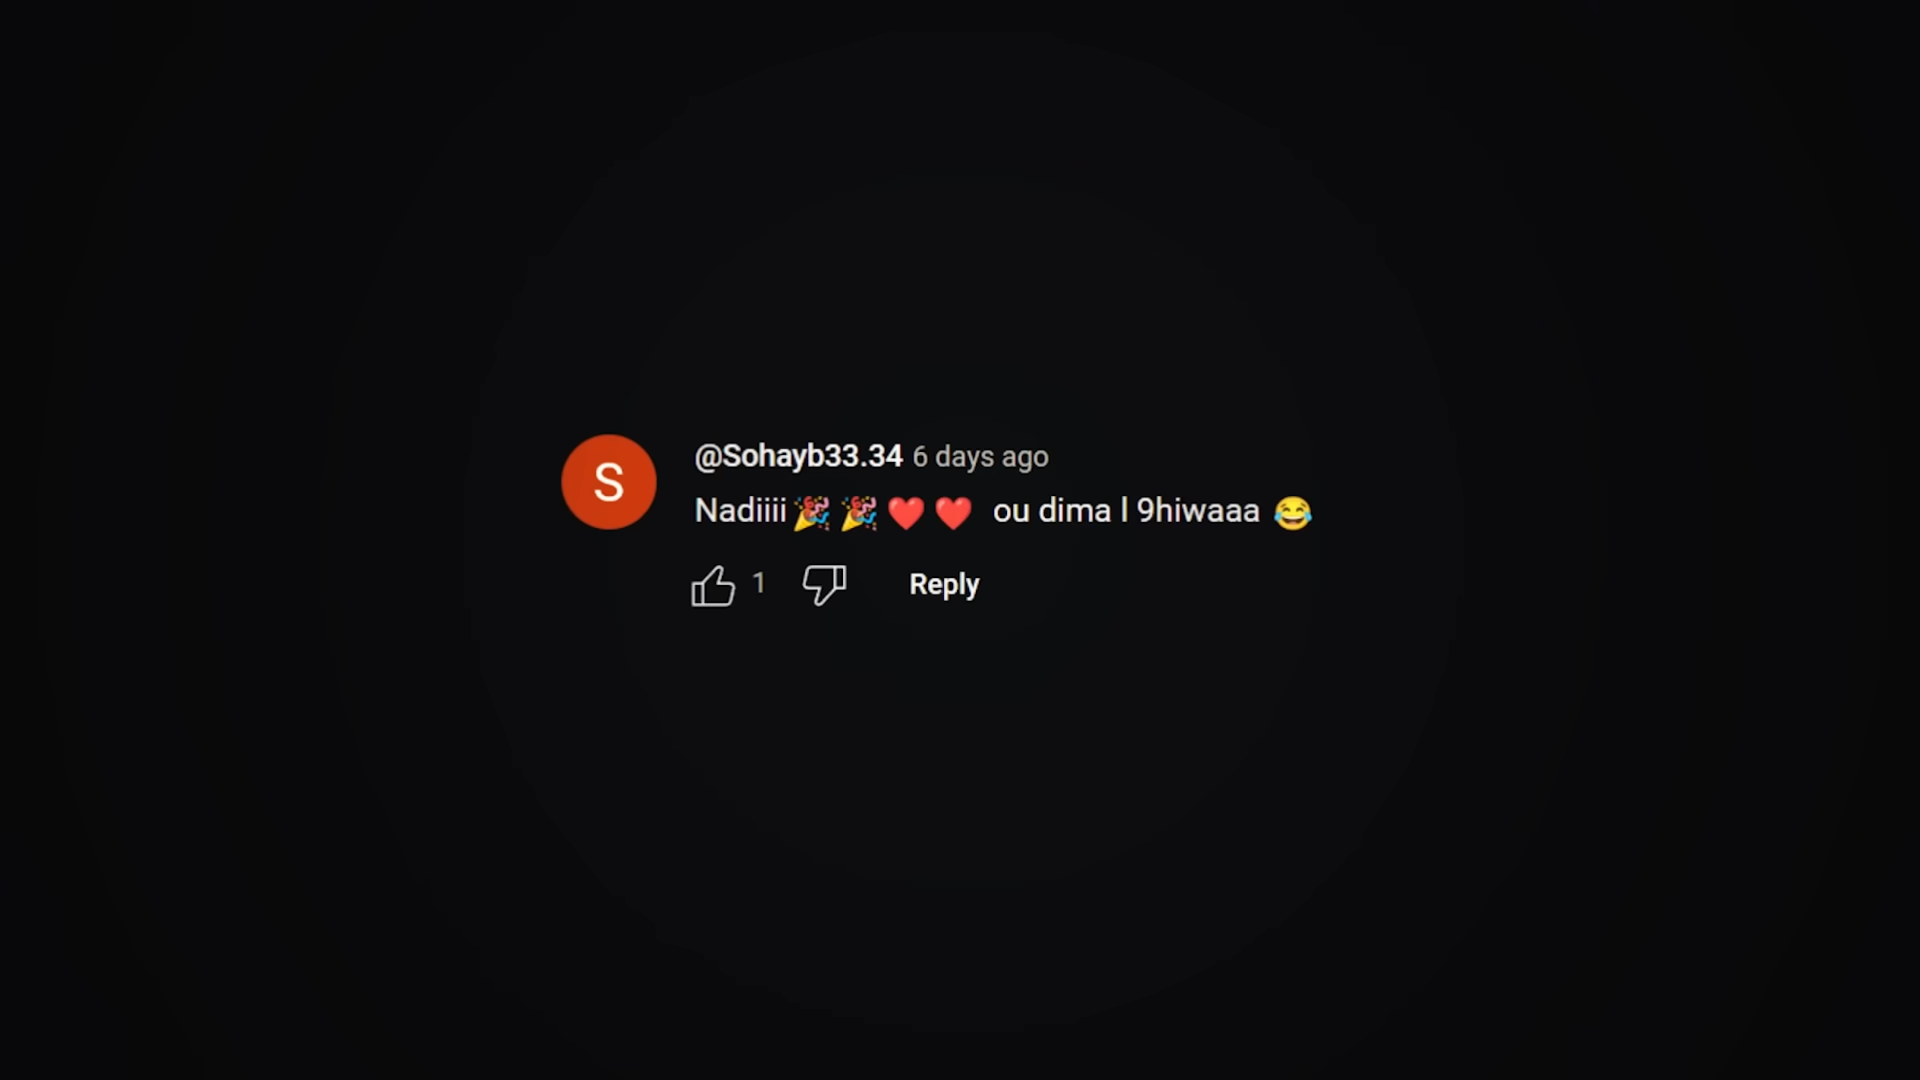 S
@Sohayb33.34 6 days ago
Nadiiii🎉🎉❤️❤️ ou dima l 9hiwaaa 😂
1 Reply